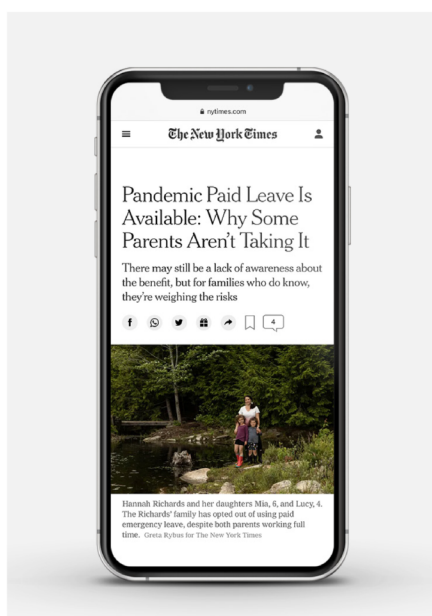 nytimes.com
The New York Times
Pandemic Paid Leave Is
Available: Why Some
Parents Aren't Taking It
There may still be a lack of awareness about
the benefit, but for families who do know,
they're weighing the risks
4
Hannah Richards and her daughters Mia, 6, and Lucy, 4.
The Richards' family has opted out of using paid
emergency leave, despite both parents working full
time. Greta Rybus for The New York Times